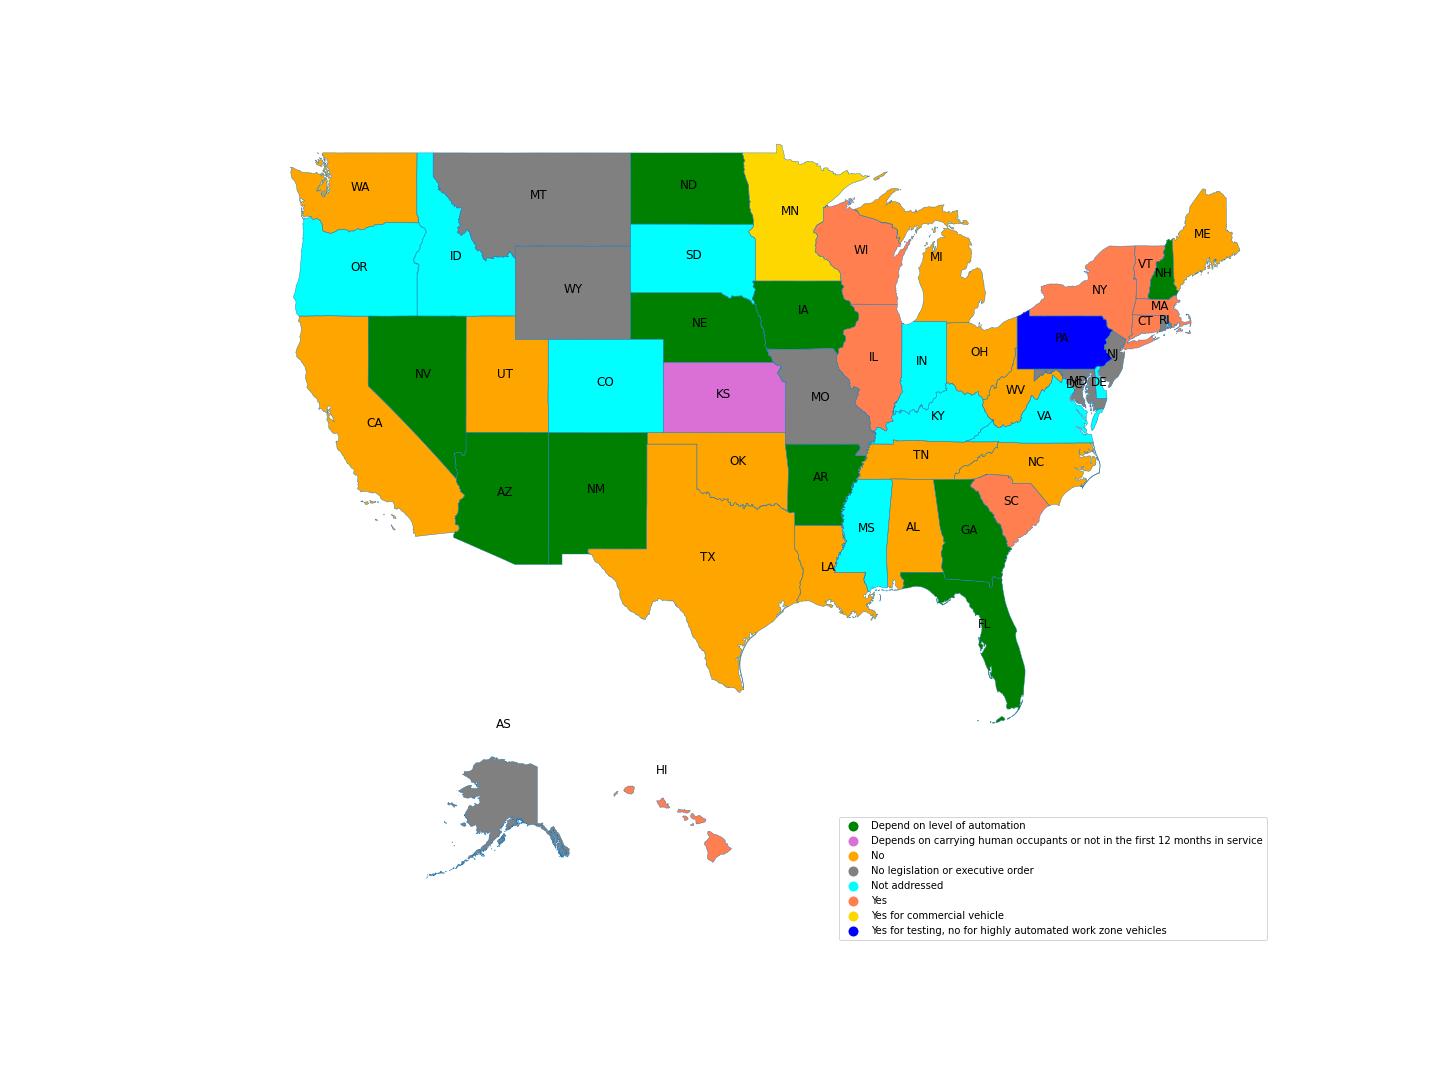 WA
MT
ND
MN
OR
ID
SD
WI
MI
ME
VT
NH
WY
NY
MA
CT
RI
NE
IA
PA
NJ
NV
UT
CO
KS
MO
IL
IN
OH
WV
MD
DC
DE
CA
KY
VA
AZ
NM
OK
AR
TN
NC
SC
TX
LA
MS
AL
GA
FL
AS
HI
Depend on level of automation
Depends on carrying human occupants or not in the first 12 months in service
No
No legislation or executive order
Not addressed
Yes
Yes for commercial vehicle
Yes for testing, no for highly automated work zone vehicles